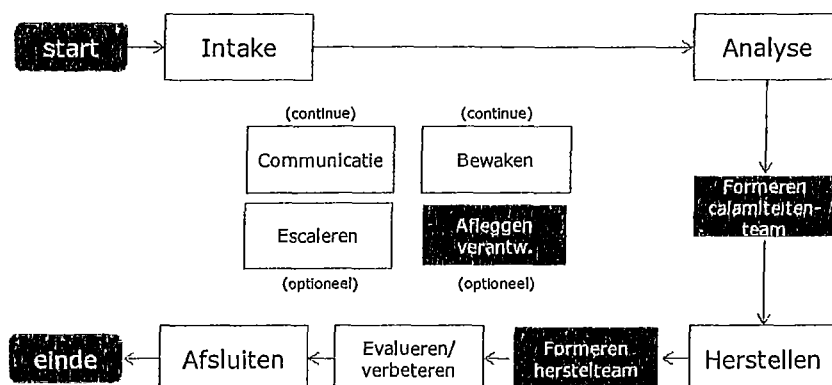 start
Intake
Analyse
(continue)
(continue)
Communicatie
Bewaken
Formeren
calamiteiten-
team
Escaleren
Afleggen
verantw.
(optioneel)
(optioneel)
einde
Afsluiten
Evalueren/
verbeteren
Formeren
herstelteam
Herstellen